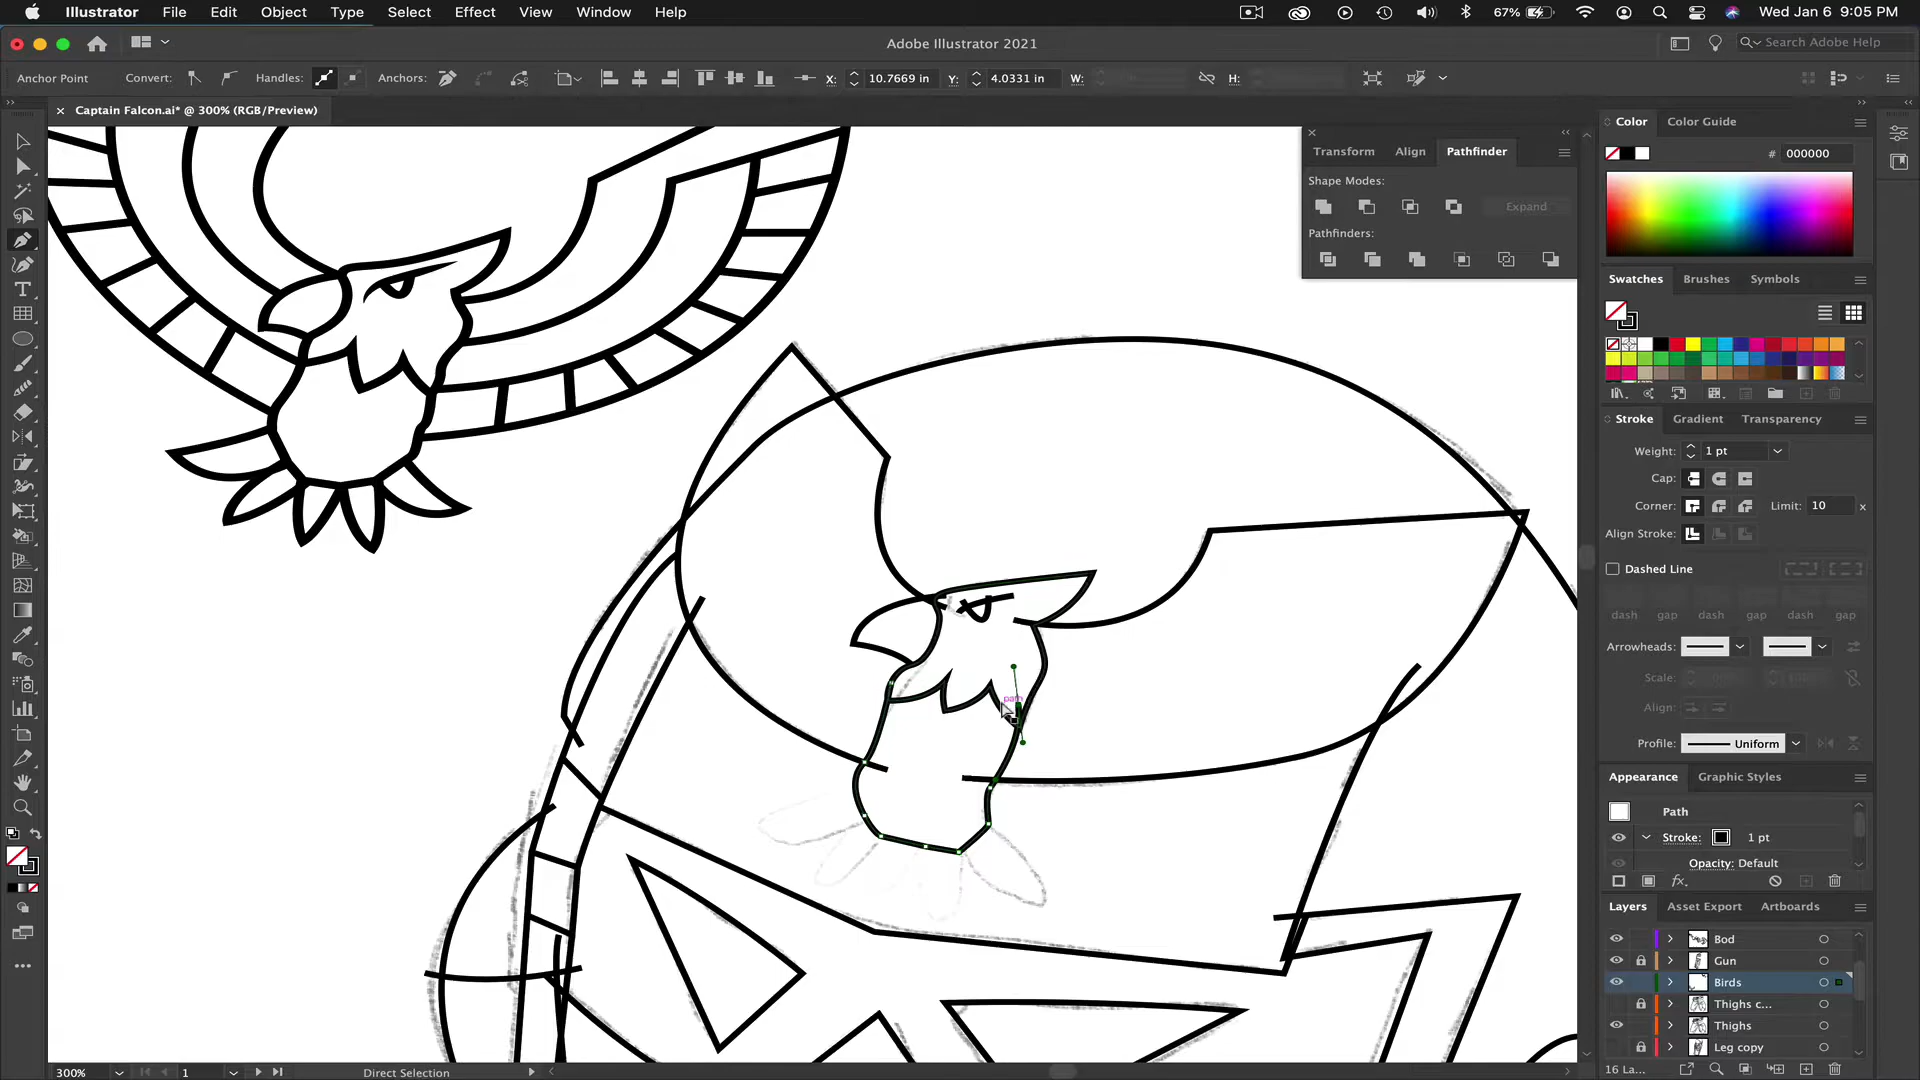 Illustrator File Edit Object Type Select Effect View Window Help 67% Wed Jan 6 9:05 PM
Adobe Illustrator 2021 Search Adobe Help
Anchor Point Convert: Handles: Anchors: X: 10.7669 in Y: 4.0331 in W: H:
Captain Falcon.ai* @ 300% (RGB/Preview)
Transform Align Pathfinder
Shape Modes:
Expand
Pathfinders:
path
Color Color Guide
# 000000
Swatches Brushes Symbols
Stroke Gradient Transparency
Weight: 1 pt
Cap:
Corner: Limit: 10 x
Align Stroke:
Dashed Line
dash gap dash gap dash gap
Arrowheads:
Scale: 100% 100%
Align:
Profile: Uniform
Appearance Graphic Styles
Path
Stroke: 1 pt
Opacity: Default
fx
Layers Asset Export Artboards
Bod
Gun
Birds
Thighs c...
Thighs
Leg copy
16 La...
300% 1 Direct Selection